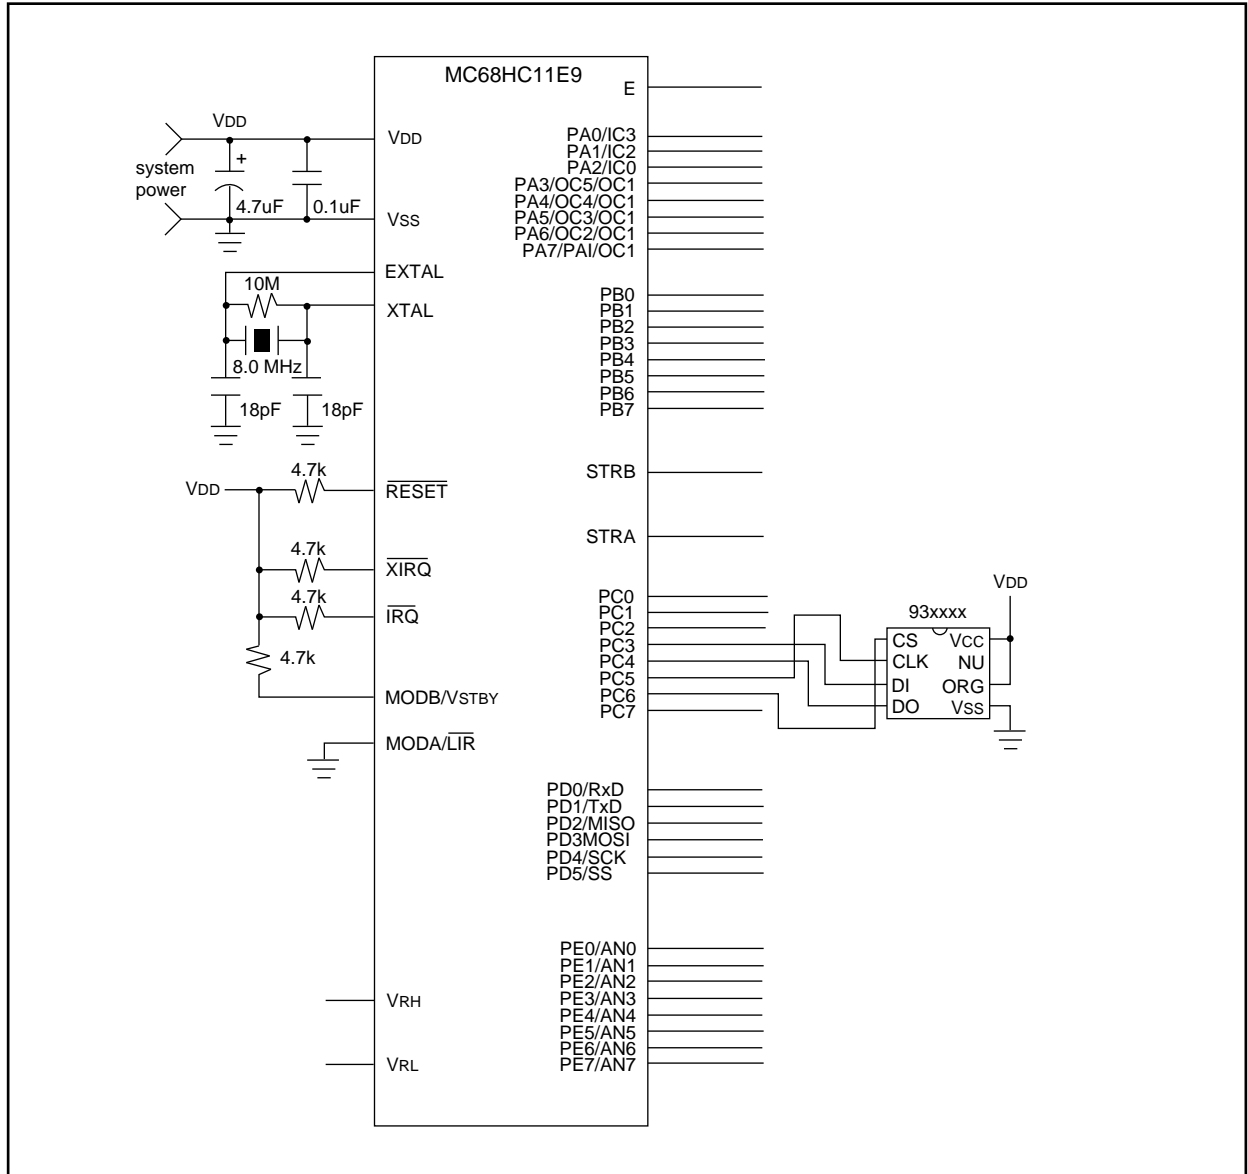 MC68HC11E9
E
VDD
VDD
system
power
+
4.7uF
0.1uF
VSS
EXTAL
10M
XTAL
8.0 MHz
18pF
18pF
4.7k
VDD
RESET
4.7k
XIRQ
4.7k
IRQ
4.7k
MODB/VSTBY
MODA/LIR
VRH
VRL
PA0/IC3
PA1/IC2
PA2/IC0
PA3/OC5/OC1
PA4/OC4/OC1
PA5/OC3/OC1
PA6/OC2/OC1
PA7/PAI/OC1
PB0
PB1
PB2
PB3
PB4
PB5
PB6
PB7
STRB
STRA
PC0
PC1
PC2
PC3
PC4
PC5
PC6
PC7
VDD
93xxxx
CS VCC
CLK NU
DI ORG
DO VSS
PD0/RxD
PD1/TxD
PD2/MISO
PD3MOSI
PD4/SCK
PD5/SS
PE0/AN0
PE1/AN1
PE2/AN2
PE3/AN3
PE4/AN4
PE5/AN5
PE6/AN6
PE7/AN7